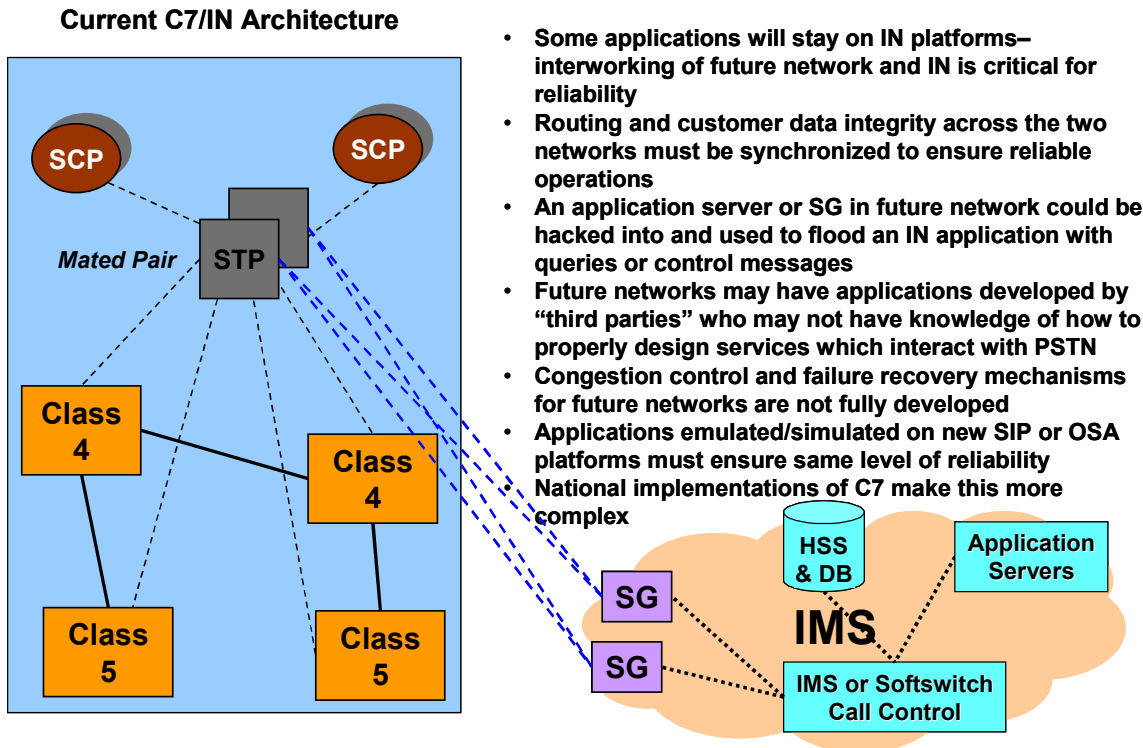 Current C7/IN Architecture
SCP
SCP
Mated Pair
STP
Class
4
Class
4
Class
5
Class
5
• Some applications will stay on IN platforms–
interworking of future network and IN is critical for
reliability
• Routing and customer data integrity across the two
networks must be synchronized to ensure reliable
operations
• An application server or SG in future network could be
hacked into and used to flood an IN application with
queries or control messages
• Future networks may have applications developed by
“third parties” who may not have knowledge of how to
properly design services which interact with PSTN
• Congestion control and failure recovery mechanisms
for future networks are not fully developed
• Applications emulated/simulated on new SIP or OSA
platforms must ensure same level of reliability
• National implementations of C7 make this more
complex
HSS
& DB
Application
Servers
SG
IMS
SG
IMS or Softswitch
Call Control